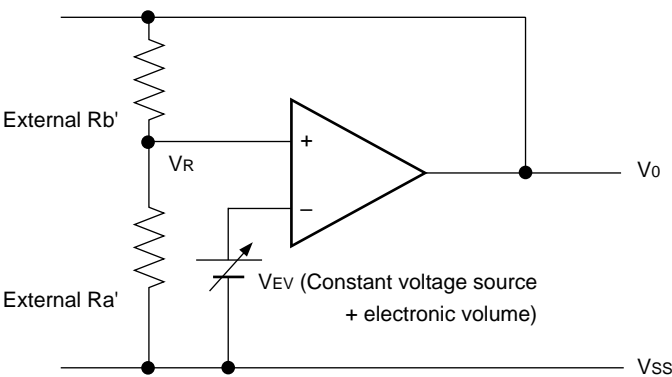 External Rb'
VR
+
–
V0
External Ra'
VEV (Constant voltage source
+ electronic volume)
VSS